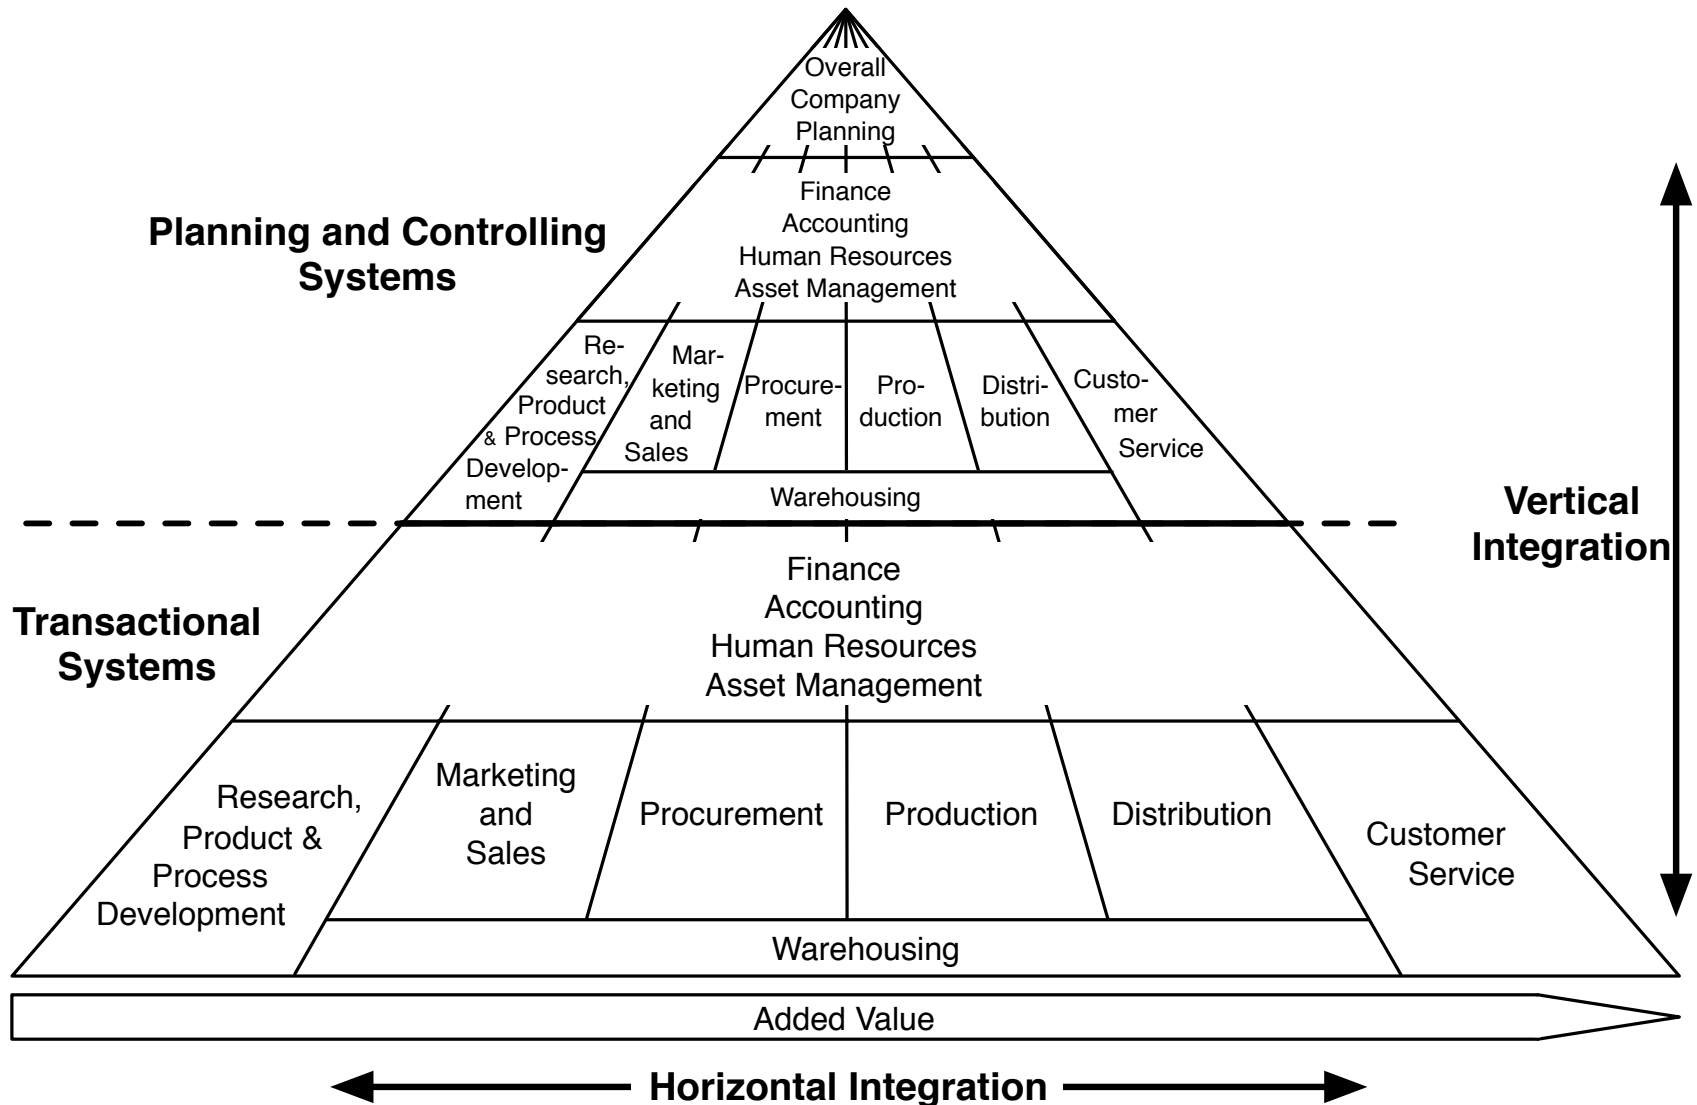 Overall
Company
Planning
Finance
Accounting
Human Resources
Asset Management
Planning and Controlling
Systems
Re-
search,
Product
& Process
Develop-
ment
Mar-
keting
and
Sales
Procure-
ment
Pro-
duction
Distri-
bution
Custo-
mer
Service
Warehousing
Vertical
Integration
Transactional
Systems
Finance
Accounting
Human Resources
Asset Management
Research,
Product &
Process
Development
Marketing
and
Sales
Procurement
Production
Distribution
Customer
Service
Warehousing
Added Value
Horizontal Integration